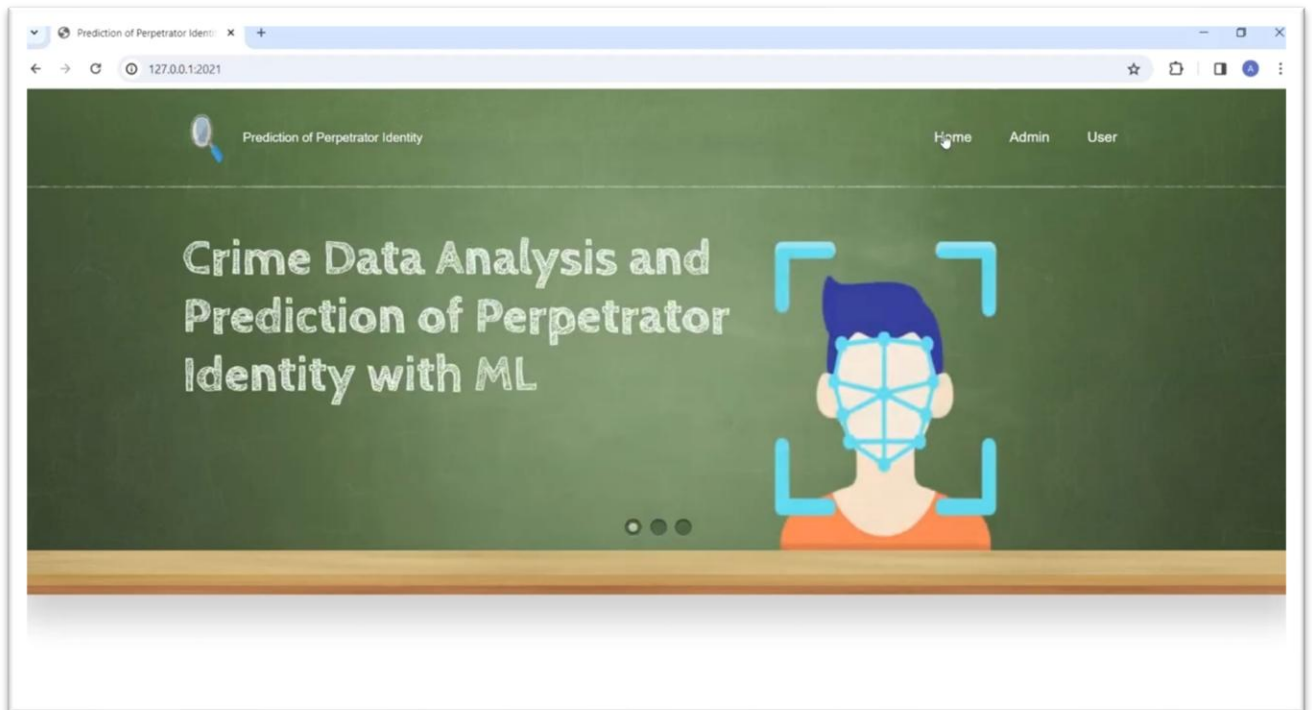 Prediction of Perpetrator Identi
127.0.0.1:2021
Prediction of Perpetrator Identity
Home Admin User
Crime Data Analysis and
Prediction of Perpetrator
Identity with ML
A